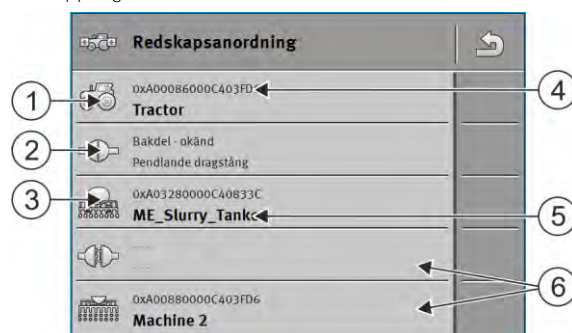 Redskapsanordning
0xA00086000C403FD
Tractor
Bakdel - okänd
Pendlande dragstång
0xA03280000C40833C
ME_Slurry_Tank
----
----
0xA00880000C403FD6
Machine 2
1
2
3
4
5
6